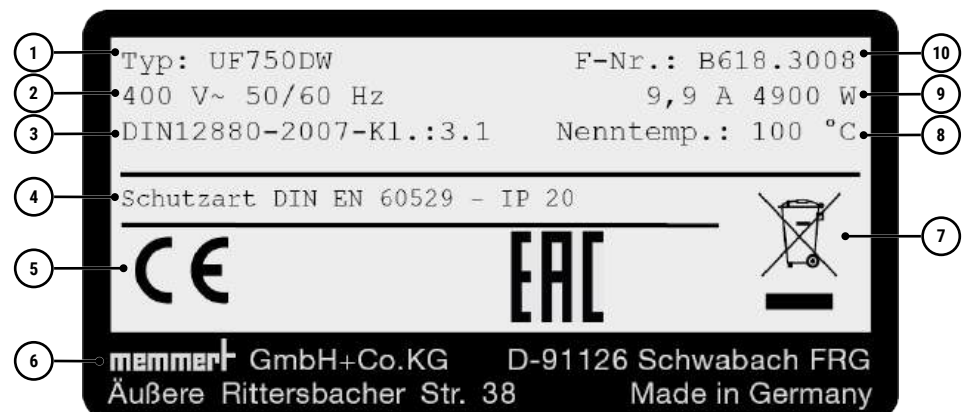 1 Typ: UF750DW F-Nr.: B618.3008 10
2 400 V~ 50/60 Hz 9,9 A 4900 W 9
3 DIN12880-2007-Kl.:3.1 Nenntemp.: 100 °C 8
4 Schutzart DIN EN 60529 - IP 20
7
5 CE EAC
6 memmert GmbH+Co.KG D-91126 Schwabach FRG
Äußere Rittersbacher Str. 38 Made in Germany